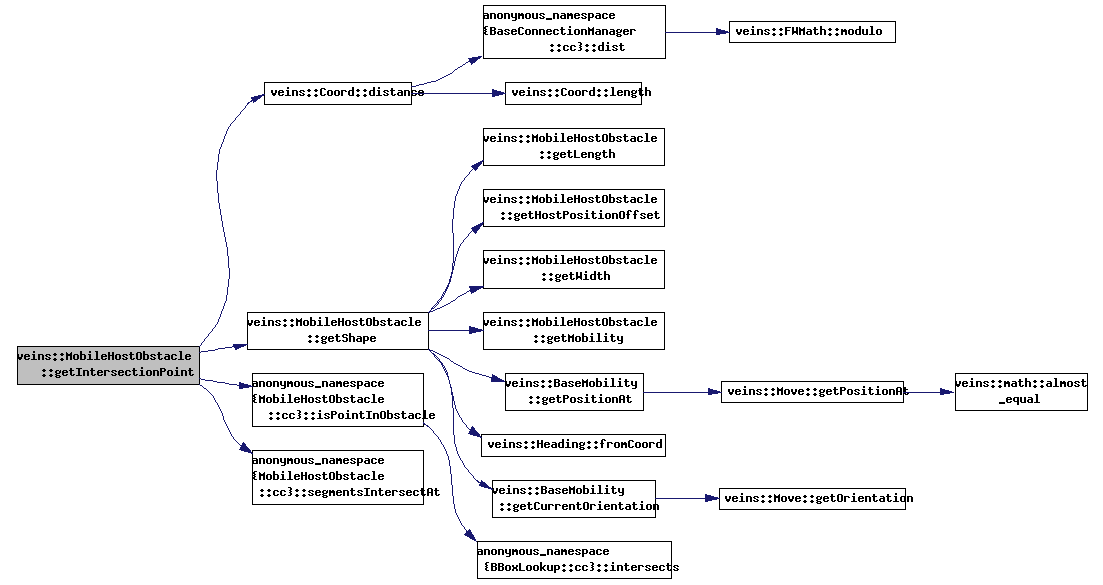 anonymous_namespace
{BaseConnectionManager
::cc}::dist
veins::FWMath::modulo
veins::Coord::distance
veins::Coord::length
veins::MobileHostObstacle
::getLength
veins::MobileHostObstacle
::getHostPositionOffset
veins::MobileHostObstacle
::getWidth
veins::MobileHostObstacle
::getShape
veins::MobileHostObstacle
::getMobility
veins::MobileHostObstacle
::getIntersectionPoint
anonymous_namespace
{MobileHostObstacle
::cc}::isPointInObstacle
veins::BaseMobility
::getPositionAt
veins::Move::getPositionAt
veins::math::almost
_equal
veins::Heading::fromCoord
anonymous_namespace
{MobileHostObstacle
::cc}::segmentsIntersectAt
veins::BaseMobility
::getCurrentOrientation
veins::Move::getOrientation
anonymous_namespace
{BBoxLookup::cc}::intersects